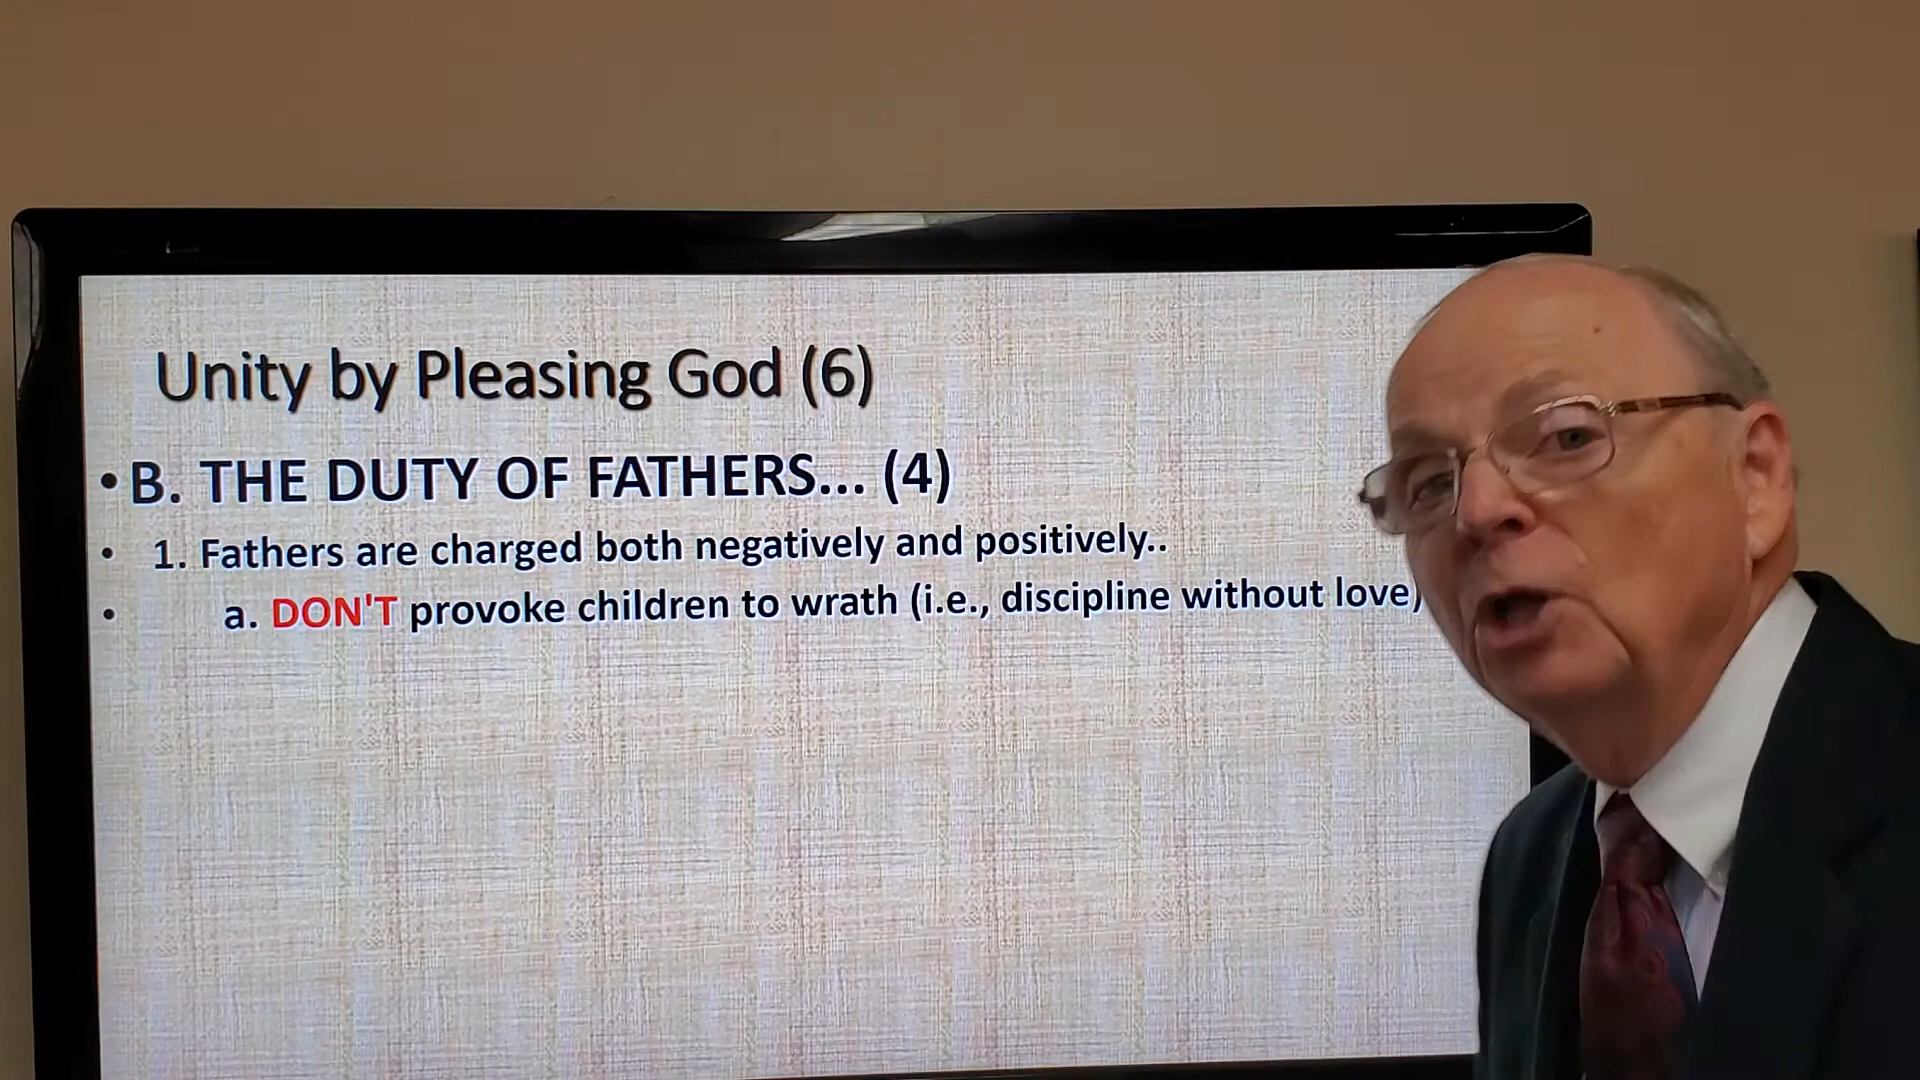 Unity by Pleasing God (6)
• B. THE DUTY OF FATHERS... (4)
• 1. Fathers are charged both negatively and positively..
• a. DON'T provoke children to wrath (i.e., discipline without love)